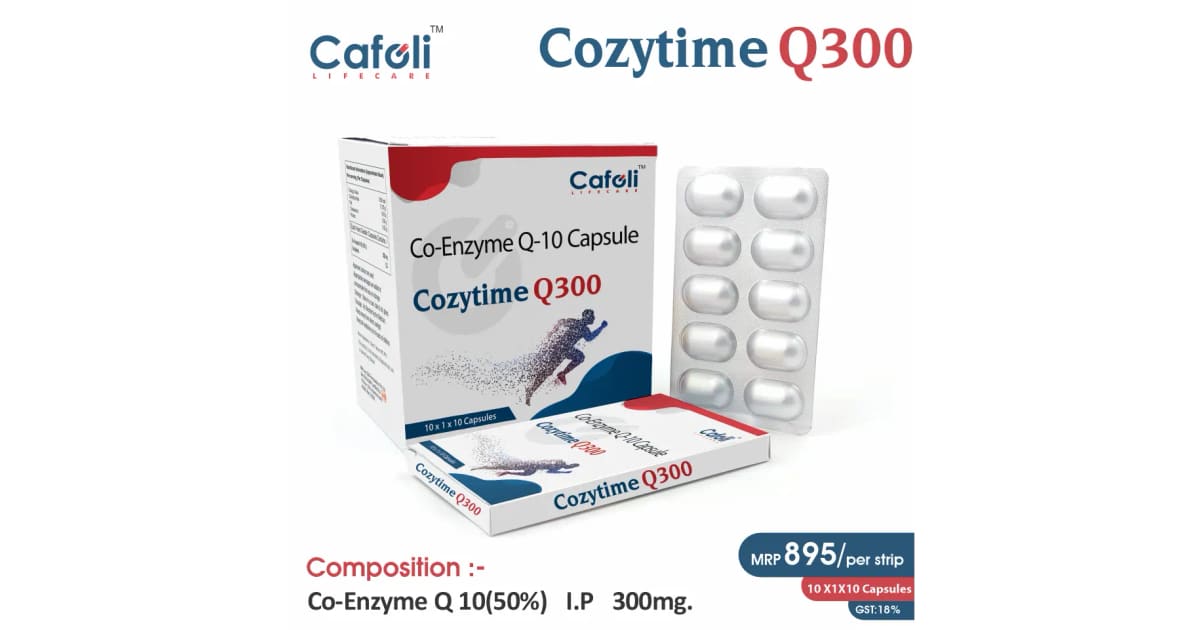 Cafoli™
LIFECARE
Cozytime Q300
Cafoli™
LIFECARE
Co-Enzyme Q-10 Capsule
Cozytime Q300
10 x 1 x 10 Capsules
Co-Enzyme Q-10 Capsule
Cozytime Q300
Cafoli
Cozytime Q300
Cozytime Q300
Composition :-
Co-Enzyme Q 10(50%) I.P 300mg.
MRP 895/per strip
10 X1X10 Capsules
GST:18%